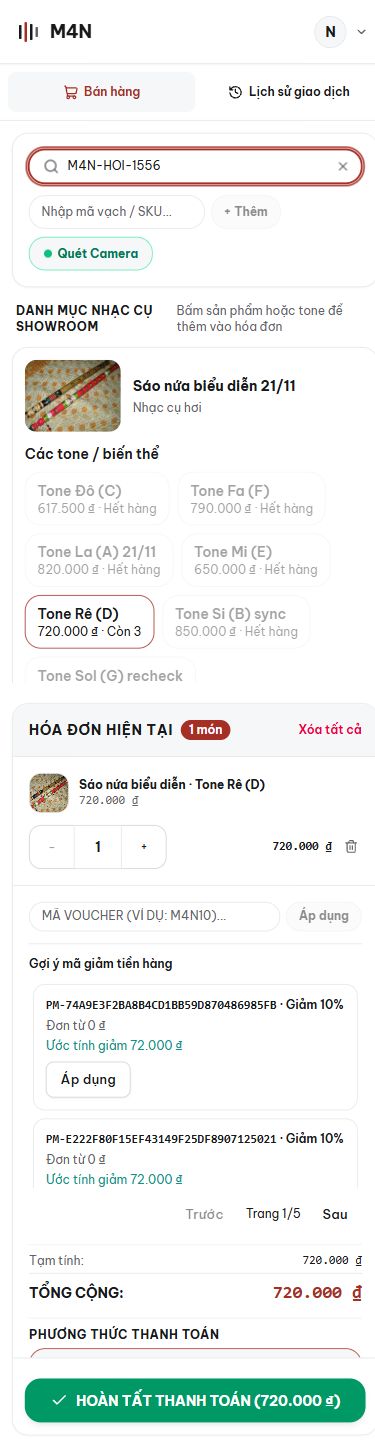 M4N
N
Bán hàng
Lịch sử giao dịch
M4N-HOI-1556
Nhập mã vạch / SKU...
+ Thêm
Quét Camera
DANH MỤC NHẠC CỤ SHOWROOM
Bấm sản phẩm hoặc tone để thêm vào hóa đơn
Sáo nứa biểu diễn 21/11
Nhạc cụ hơi
Các tone / biến thể
Tone Đô (C)
617.500 ₫ · Hết hàng
Tone Fa (F)
790.000 ₫ · Hết hàng
Tone La (A) 21/11
820.000 ₫ · Hết hàng
Tone Mi (E)
650.000 ₫ · Hết hàng
Tone Rê (D)
720.000 ₫ · Còn 3
Tone Si (B) sync
850.000 ₫ · Hết hàng
Tone Sol (G) recheck
HÓA ĐƠN HIỆN TẠI
1 món
Xóa tất cả
Sáo nứa biểu diễn · Tone Rê (D)
720.000 ₫
- 1 +
720.000 ₫
MÃ VOUCHER (VÍ DỤ: M4N10)...
Áp dụng
Gợi ý mã giảm tiền hàng
PM-74A9E3F2BA8B4CD1BB59D870486985FB · Giảm 10%
Đơn từ 0 ₫
Ước tính giảm 72.000 ₫
Áp dụng
PM-E222F80F15EF43149F25DF8907125021 · Giảm 10%
Đơn từ 0 ₫
Ước tính giảm 72.000 ₫
Trước
Trang 1/5
Sau
Tạm tính:
720.000 ₫
TỔNG CỘNG:
720.000 ₫
PHƯƠNG THỨC THANH TOÁN
HOÀN TẤT THANH TOÁN (720.000 ₫)